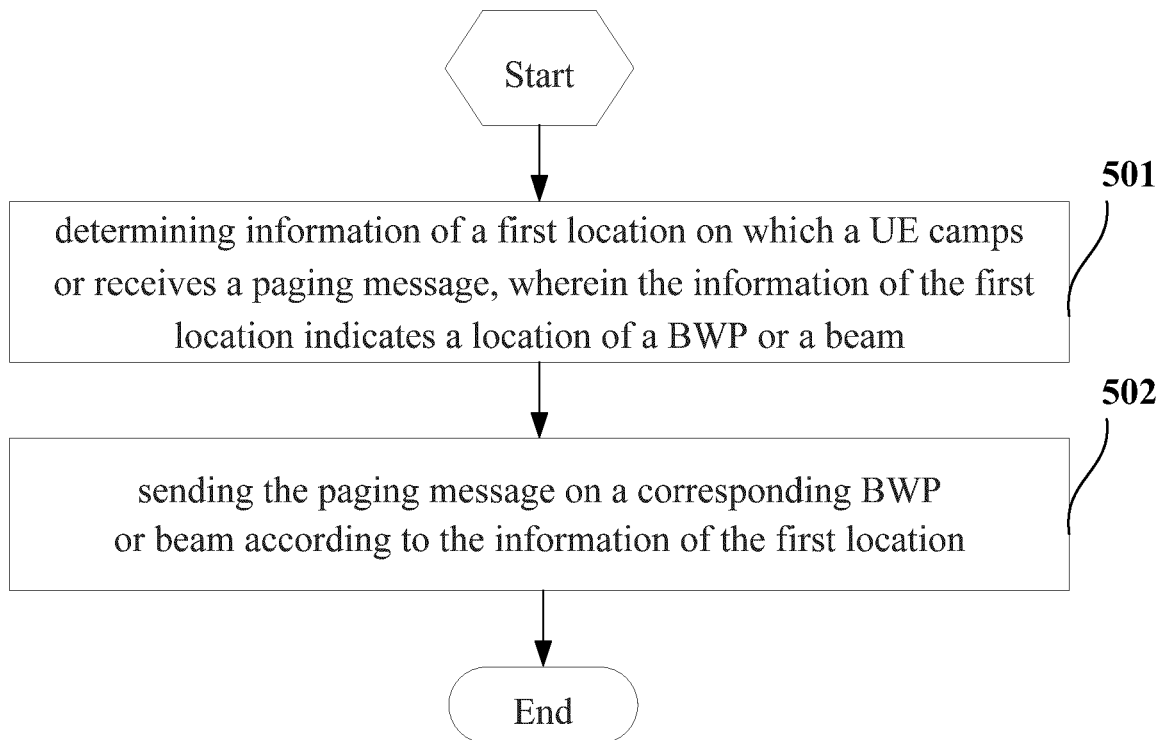 Start
501
determining information of a first location on which a UE camps
or receives a paging message, wherein the information of the first
location indicates a location of a BWP or a beam
502
sending the paging message on a corresponding BWP
or beam according to the information of the first location
End